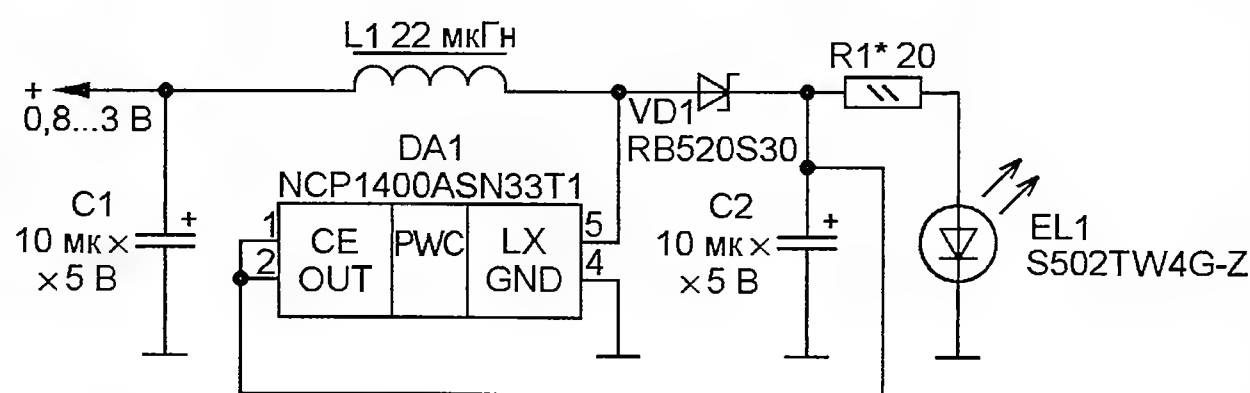 L1 22 мкГн
R1* 20
+
0,8...3 В
VD1
RB520S30
DA1
NCP1400ASN33T1
C1
10 мк ×
× 5 В
+
1
2
CE
OUT
PWC
LX
GND
5
4
C2
10 мк ×
× 5 В
+
EL1
S502TW4G-Z